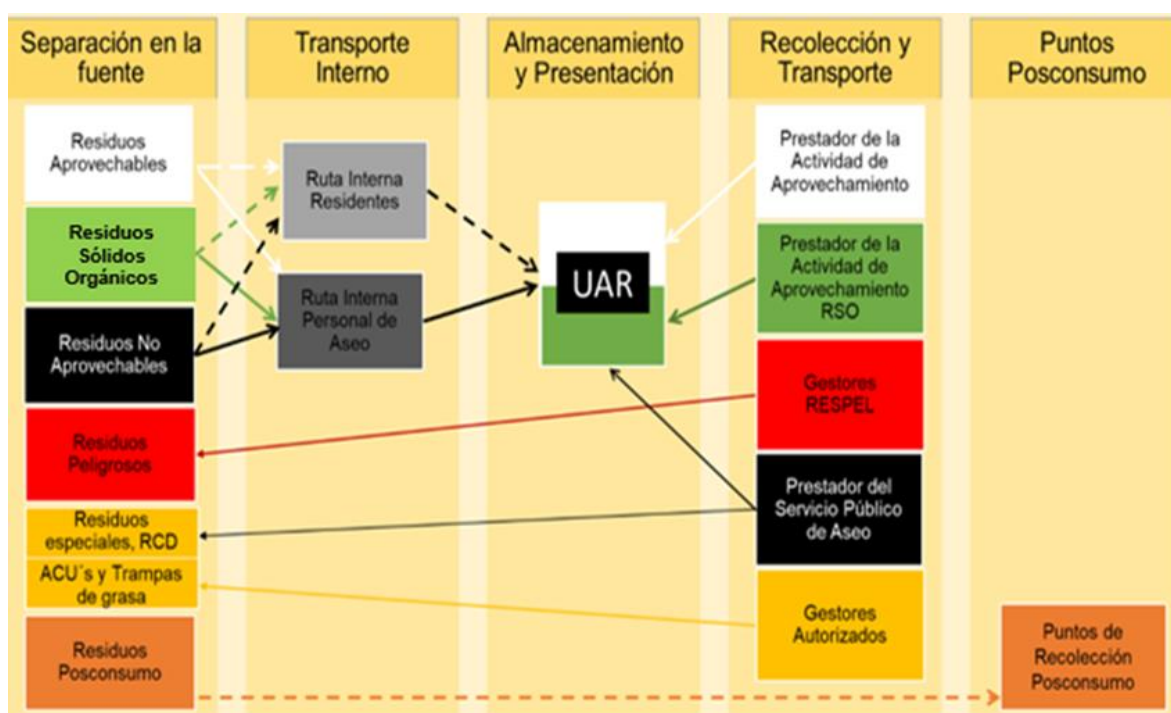 Separación en la
fuente
Transporte
Interno
Almacenamiento
y Presentación
Recolección y
Transporte
Puntos
Posconsumo
Residuos
Aprovechables
Residuos
Sólidos
Orgánicos
Residuos No
Aprovechables
Residuos
Peligrosos
Residuos
especiales, RCD
ACU´s y Trampas
de grasa
Residuos
Posconsumo
Ruta Interna
Residentes
Ruta Interna
Personal de
Aseo
UAR
Prestador de la
Actividad de
Aprovechamiento
Prestador de la
Actividad de
Aprovechamiento
RSO
Gestores
RESPEL
Prestador del
Servicio Público
de Aseo
Gestores
Autorizados
Puntos de
Recolección
Posconsumo